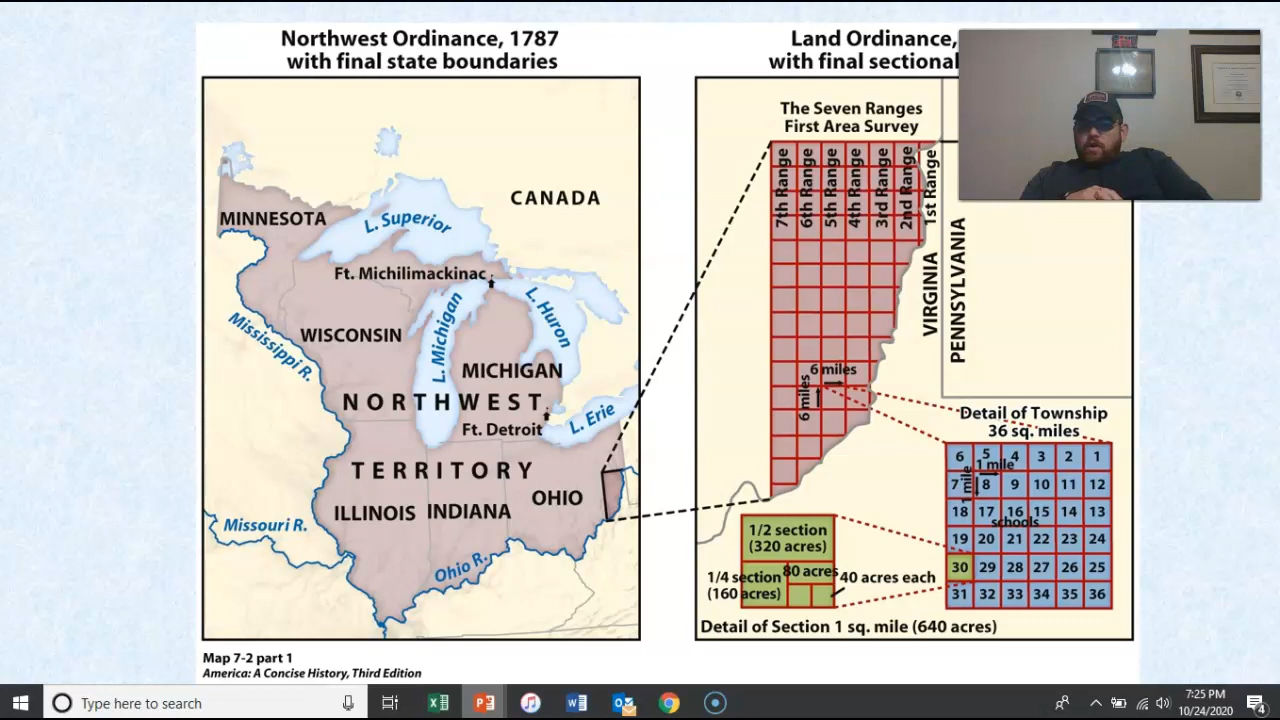 Northwest Ordinance, 1787
with final state boundaries
CANADA
MINNESOTA
L. Superior
Ft. Michilimackinac
L. Huron
L. Michigan
WISCONSIN
Mississippi R.
MICHIGAN
NORTHWEST
Ft. Detroit
L. Erie
TERRITORY
OHIO
ILLINOIS INDIANA
Missouri R.
Ohio R.
Map 7-2 part 1
America: A Concise History, Third Edition
Land Ordinance,
with final sectional
The Seven Ranges
First Area Survey
7th Range
6th Range
5th Range
4th Range
3rd Range
2nd Range
1st Range
VIRGINIA
PENNSYLVANIA
6 miles
6 miles
Detail of Township
36 sq. miles
6 5 4 3 2 1
1 mile
1 mile
7 8 9 10 11 12
18 17 16 15 14 13
schools
19 20 21 22 23 24
30 29 28 27 26 25
31 32 33 34 35 36
1/2 section
(320 acres)
80 acres
1/4 section
(160 acres)
40 acres each
Detail of Section 1 sq. mile (640 acres)
Type here to search
7:25 PM
10/24/2020
4